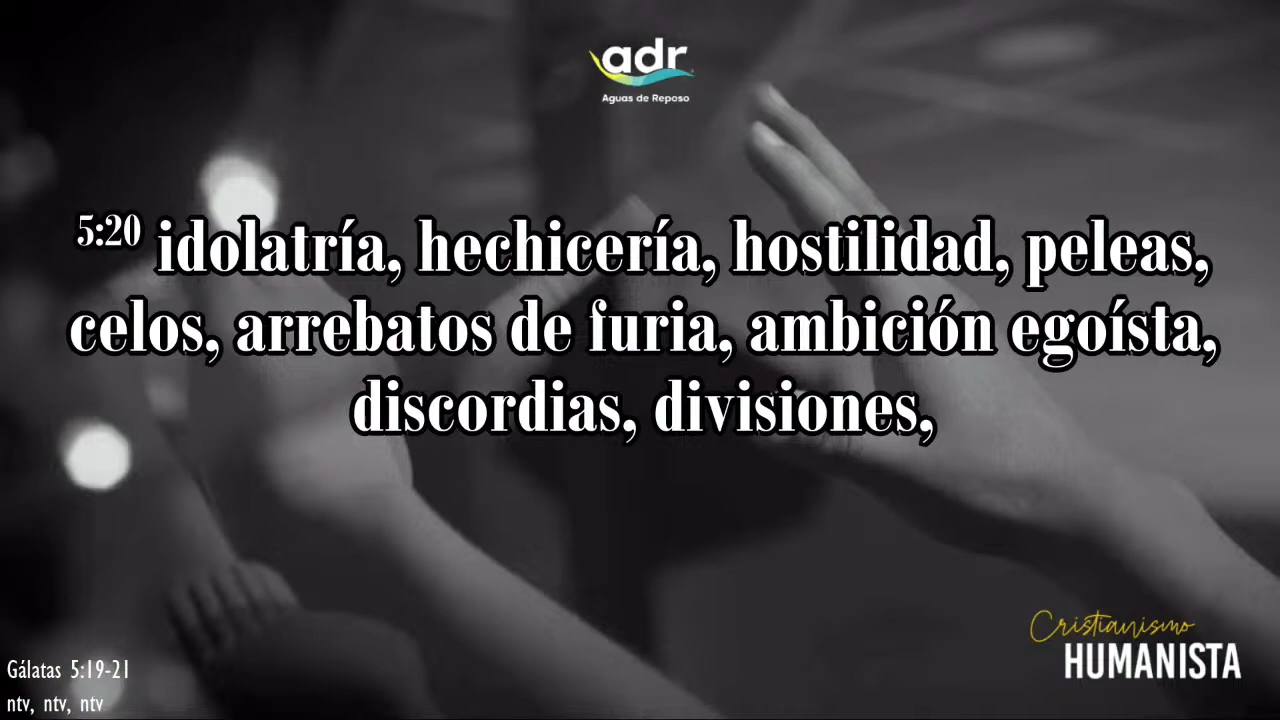 adr
Aguas de Reposo
5:20 idolatría, hechicería, hostilidad, peleas,
celos, arrebatos de furia, ambición egoísta,
discordias, divisiones,
Cristianismo
HUMANISTA
Gálatas 5:19-21
ntv, ntv, ntv